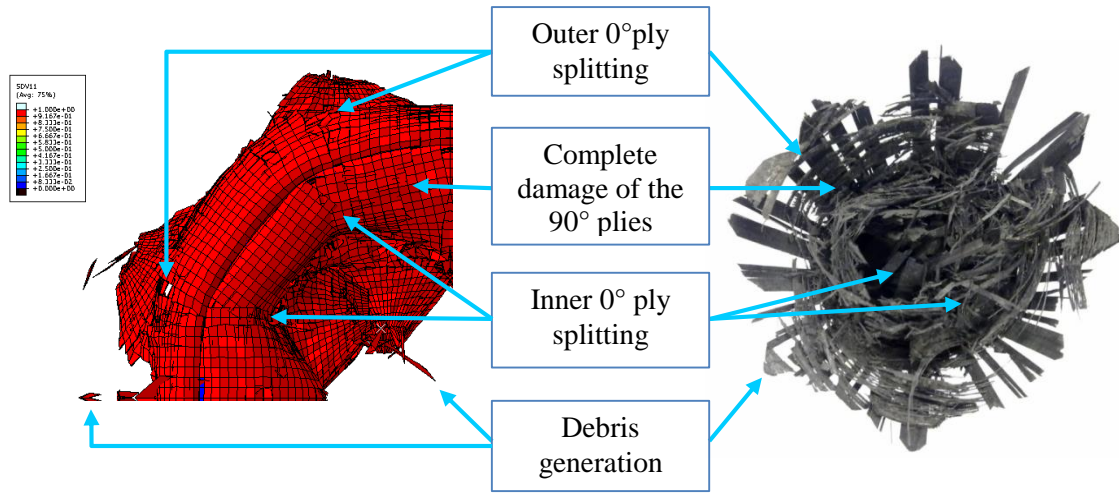 Outer 0°ply
splitting
SDV11
(Avg: 75%)
+1.000e+00
+9.167e-01
+8.333e-01
+7.500e-01
+6.667e-01
+5.833e-01
+5.000e-01
+4.167e-01
+3.333e-01
+2.500e-01
+1.667e-01
+8.333e-02
+0.000e+00
Complete
damage of the
90° plies
Inner 0° ply
splitting
Debris
generation